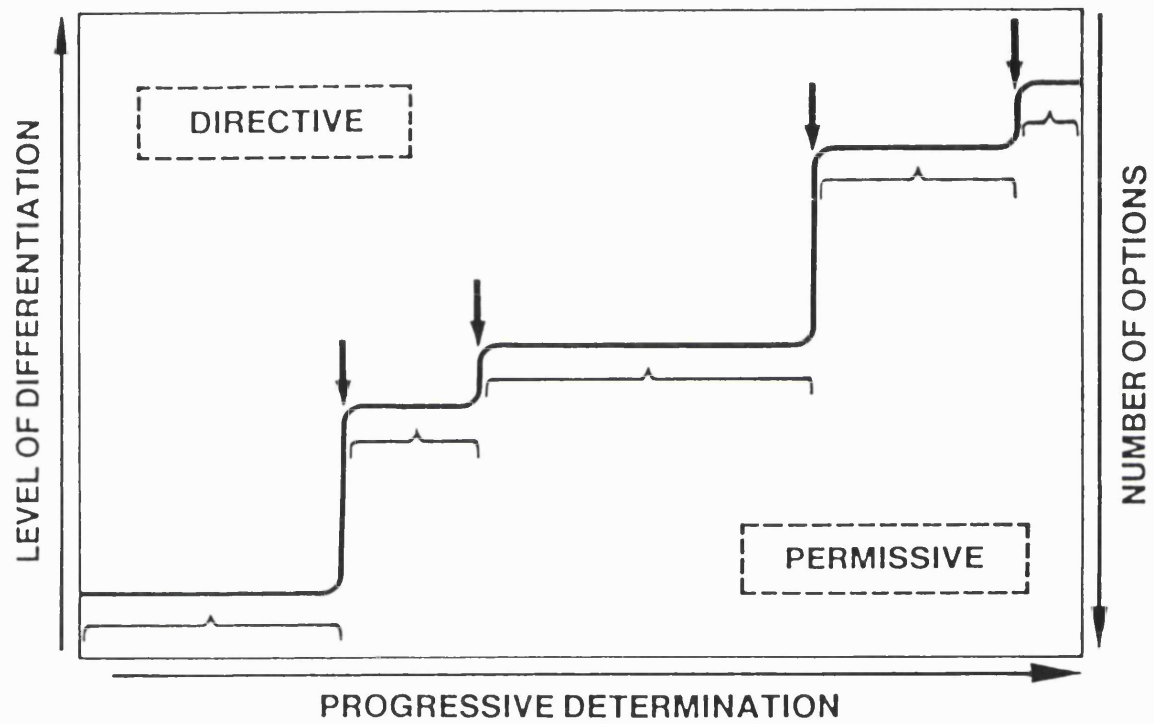 DIRECTIVE
LEVEL OF DIFFERENTIATION
NUMBER OF OPTIONS
PERMISSIVE
PROGRESSIVE DETERMINATION